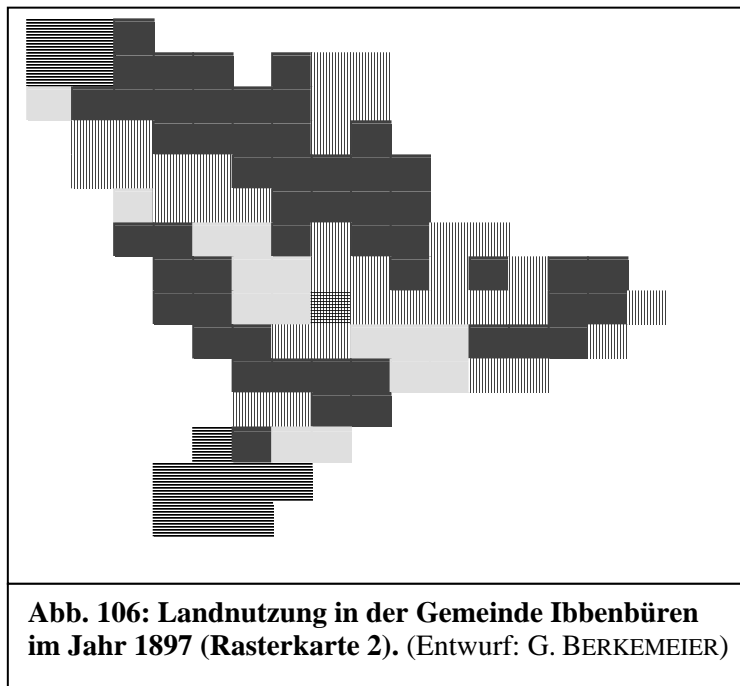 Abb. 106: Landnutzung in der Gemeinde Ibbenbüren
im Jahr 1897 (Rasterkarte 2). (Entwurf: G. BERKEMEIER)